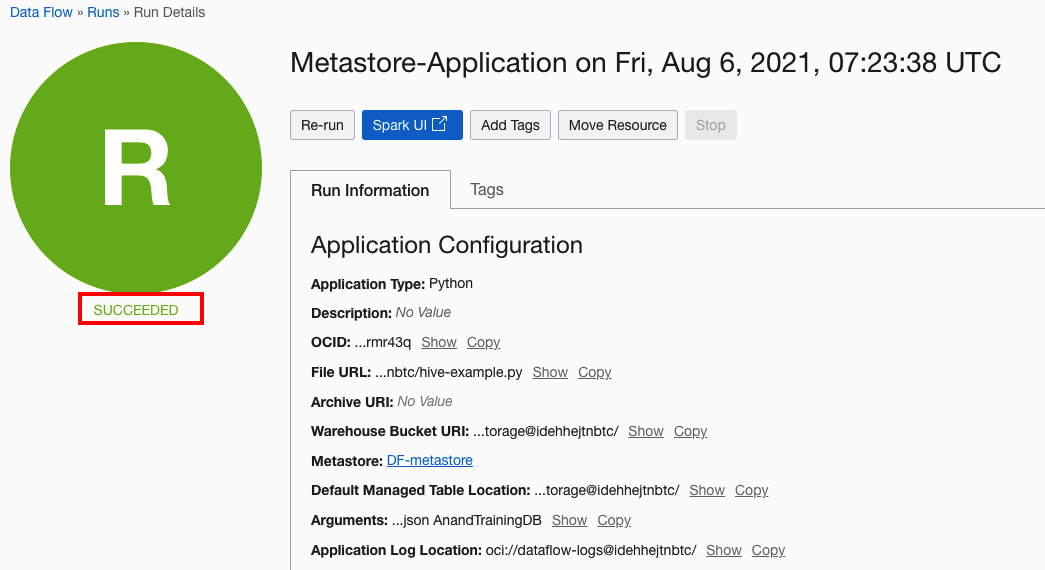 Data Flow » Runs » Run Details
R
SUCCEEDED
Metastore-Application on Fri, Aug 6, 2021, 07:23:38 UTC
Re-run Spark UI Add Tags Move Resource Stop
Run Information Tags
Application Configuration
Application Type: Python
Description: No Value
OCID: ...rmr43q Show Copy
File URL: ...nbtc/hive-example.py Show Copy
Archive URI: No Value
Warehouse Bucket URI: ...torage@idehhejtnbtc/ Show Copy
Metastore: DF-metastore
Default Managed Table Location: ...torage@idehhejtnbtc/ Show Copy
Arguments: ...json AnandTrainingDB Show Copy
Application Log Location: oci://dataflow-logs@idehhejtnbtc/ Show Copy